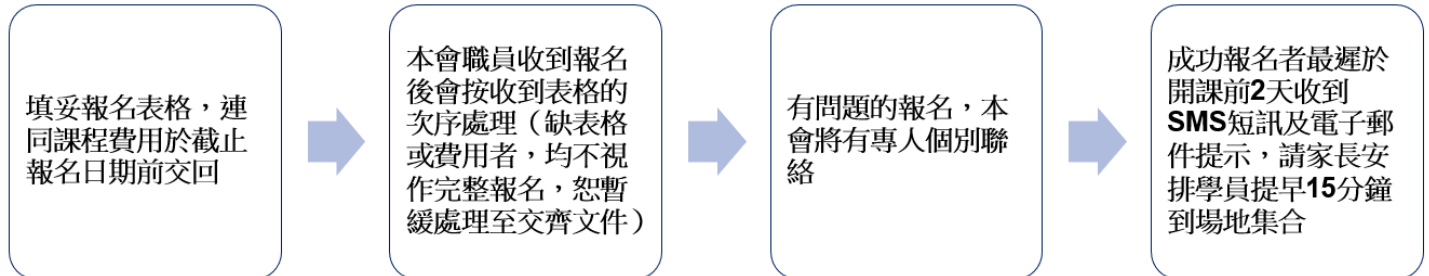 填妥報名表格，連
同課程費用於截止
報名日期前交回
本會職員收到報名
後會按收到表格的
次序處理（缺表格
或費用者，均不視
作完整報名，恕暫
緩處理至交齊文件）
有問題的報名，本
會將有專人個別聯
絡
成功報名者最遲於
開課前2天收到
SMS短訊及電子郵
件提示，請家長安
排學員提早15分鐘
到場地集合